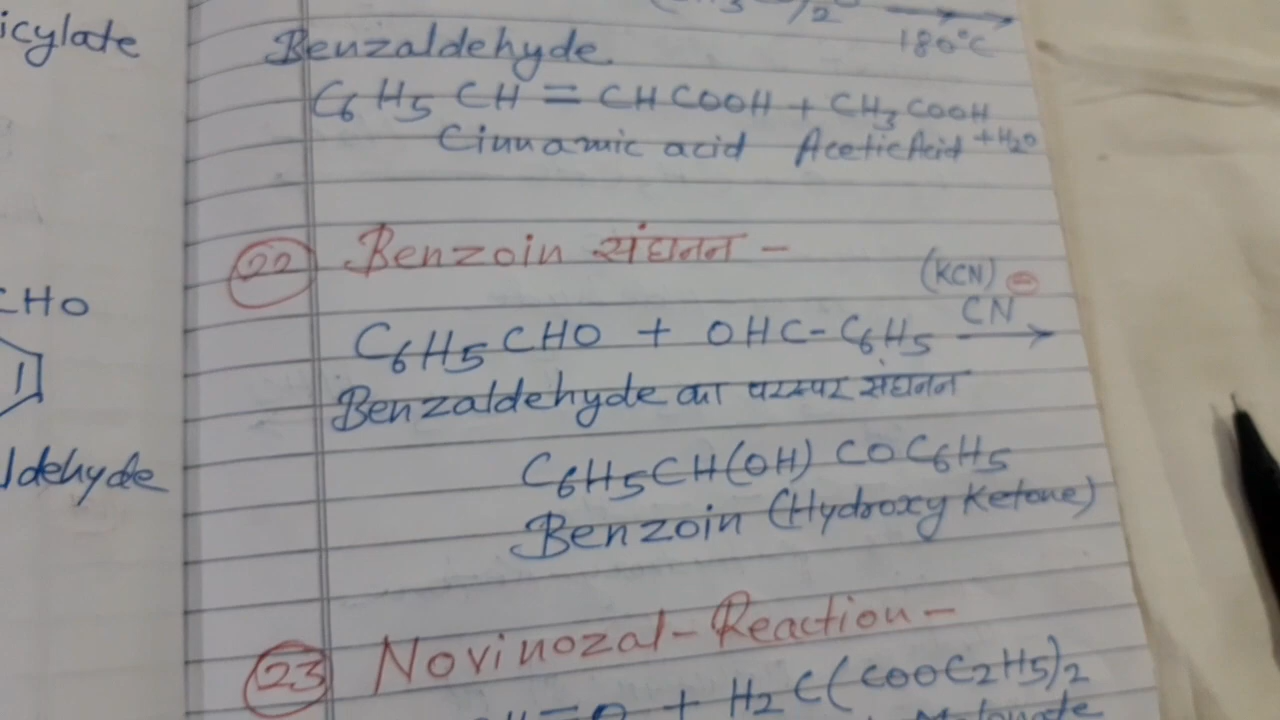 icylate
CHO
ldehyde
180°C
Benzaldehyde
C6H5CH = CHCOOH + CH3COOH
Cinnamic acid Acetic Acid +H2O
22 Benzoin संघनन -
(KCN) ⊖
C6H5CHO + OHC-C6H5 CN →
Benzaldehyde का परस्पर संघनन
C6H5CH(OH) COC6H5
Benzoin (Hydroxy Ketone)
23 Novinozal-Reaction -
+ H2C(COOC2H5)2